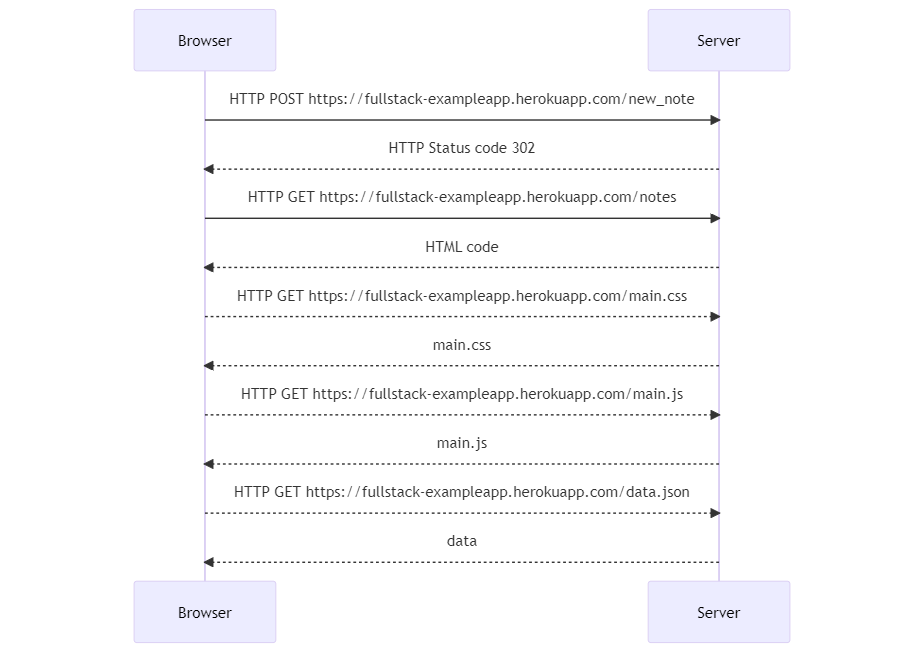 Browser
Server
HTTP POST https://fullstack-exampleapp.herokuapp.com/new_note
HTTP Status code 302
HTTP GET https://fullstack-exampleapp.herokuapp.com/notes
HTML code
HTTP GET https://fullstack-exampleapp.herokuapp.com/main.css
main.css
HTTP GET https://fullstack-exampleapp.herokuapp.com/main.js
main.js
HTTP GET https://fullstack-exampleapp.herokuapp.com/data.json
data
Browser
Server